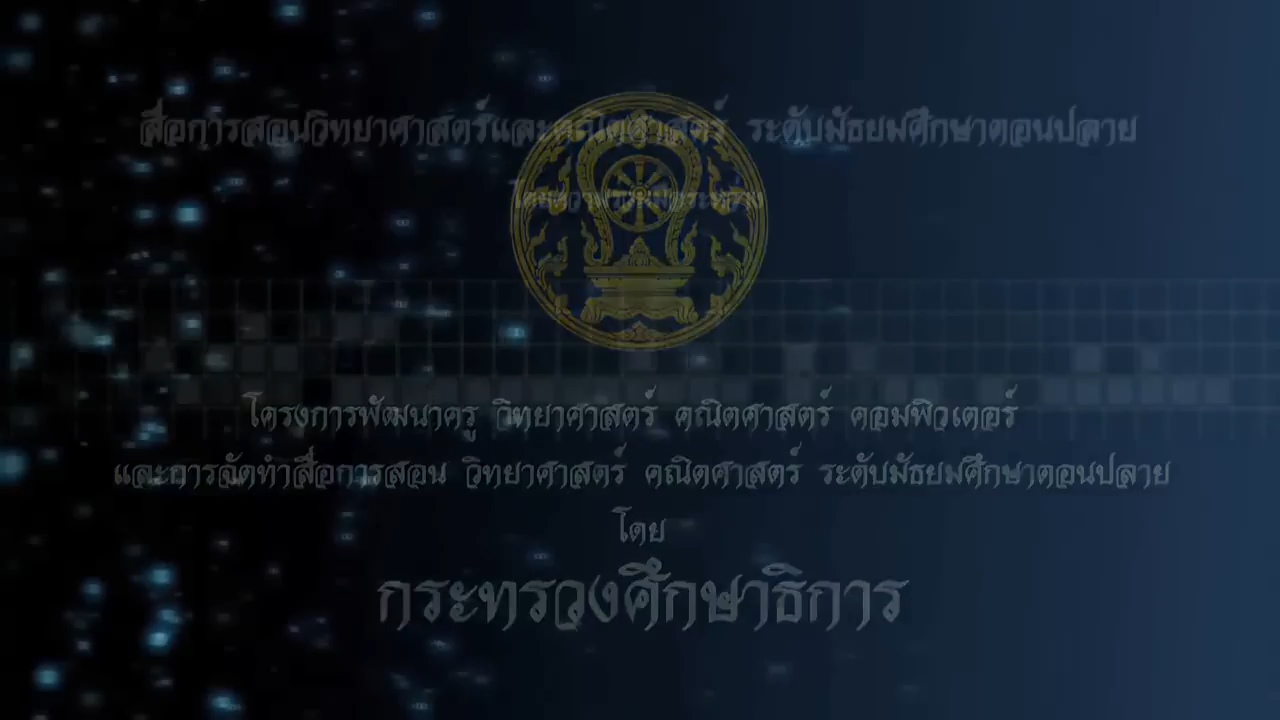 สื่อการสอนวิทยาศาสตร์และคณิตศาสตร์ ระดับมัธยมศึกษาตอนปลาย
โครงการพัฒนาครู วิทยาศาสตร์ คณิตศาสตร์ คอมพิวเตอร์
และการจัดทำสื่อการสอน วิทยาศาสตร์ คณิตศาสตร์ ระดับมัธยมศึกษาตอนปลาย
โดย
กระทรวงศึกษาธิการ